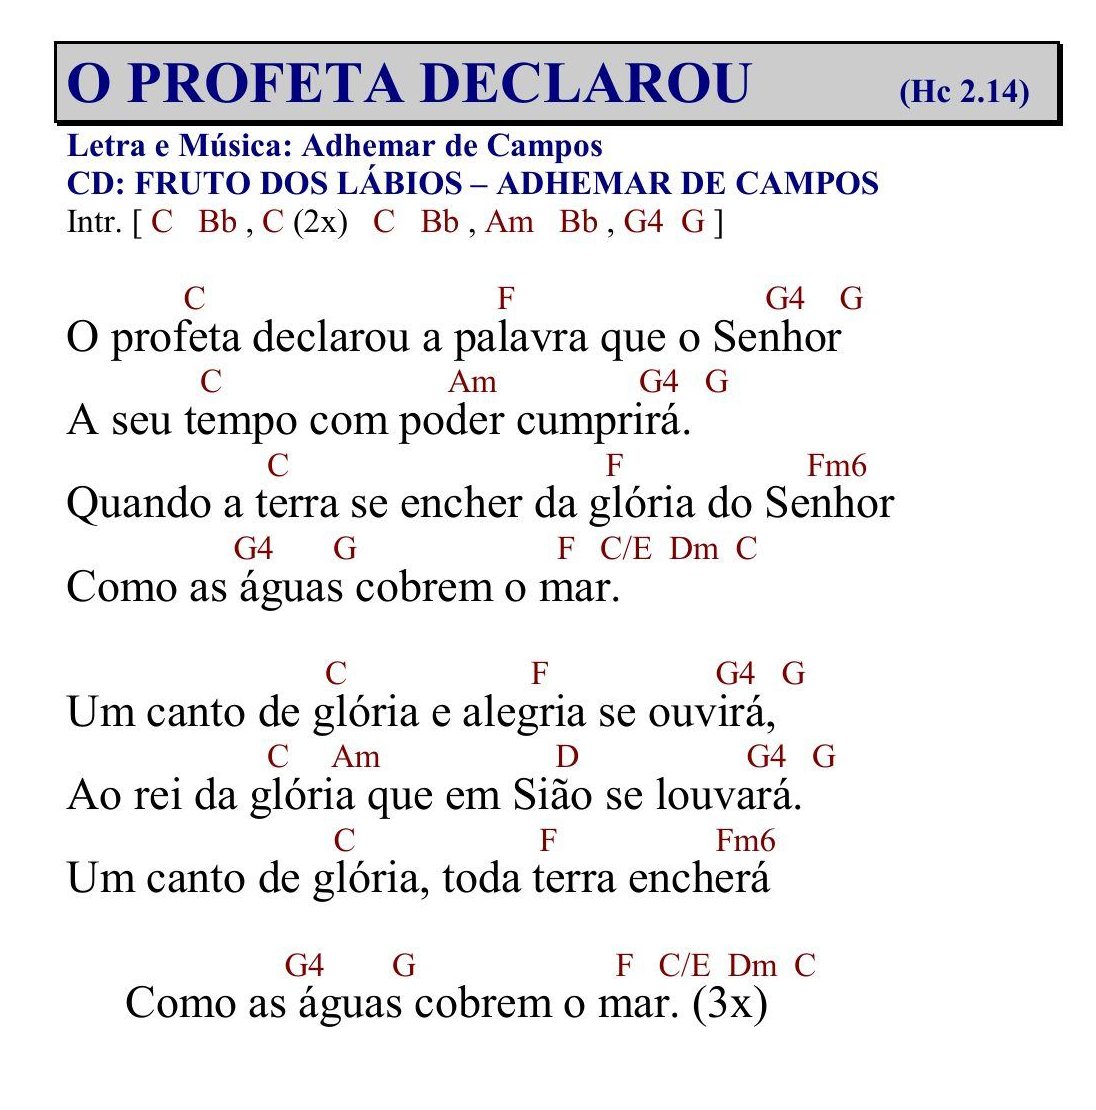 O PROFETA DECLAROU (Hc 2.14)
Letra e Música: Adhemar de Campos
CD: FRUTO DOS LÁBIOS – ADHEMAR DE CAMPOS
Intr. [ C Bb , C (2x) C Bb , Am Bb , G4 G ]
C F G4 G
O profeta declarou a palavra que o Senhor
C Am G4 G
A seu tempo com poder cumprirá.
C F Fm6
Quando a terra se encher da glória do Senhor
G4 G F C/E Dm C
Como as águas cobrem o mar.
C F G4 G
Um canto de glória e alegria se ouvirá,
C Am D G4 G
Ao rei da glória que em Sião se louvará.
C F Fm6
Um canto de glória, toda terra encherá
G4 G F C/E Dm C
Como as águas cobrem o mar. (3x)